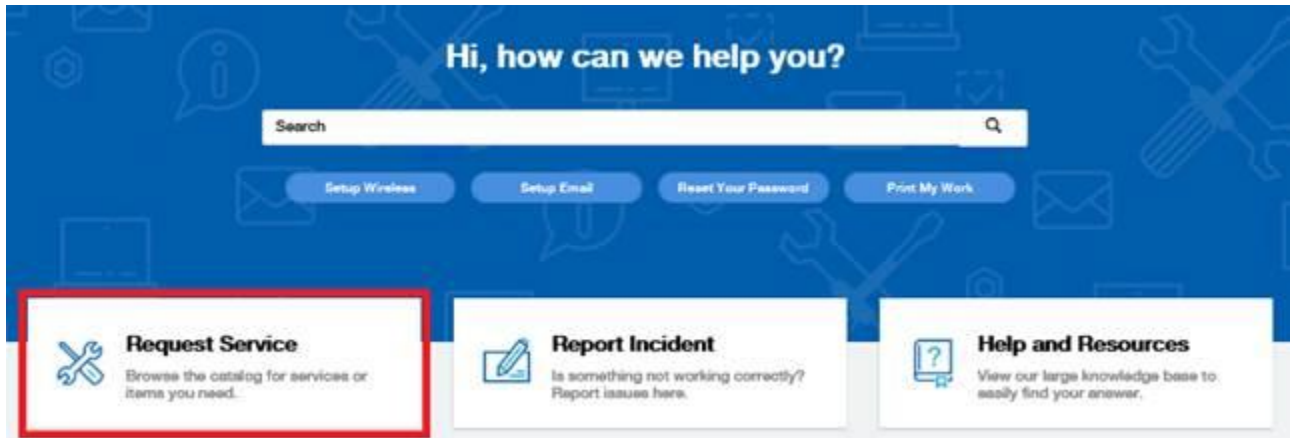 Hi, how can we help you?
Search
Setup Wireless
Setup Email
Reset Your Password
Print My Work
Request Service
Browse the catalog for services or
items you need.
Report Incident
Is something not working correctly?
Report issues here.
Help and Resources
View our large knowledge base to
easily find your answer.